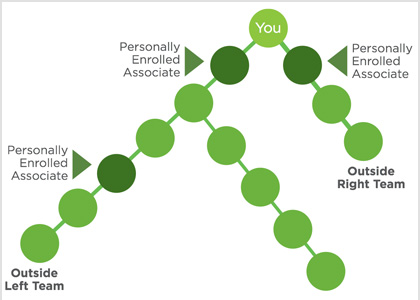 You
Personally
Enrolled
Associate
Personally
Enrolled
Associate
Personally
Enrolled
Associate
Outside
Right Team
Outside
Left Team